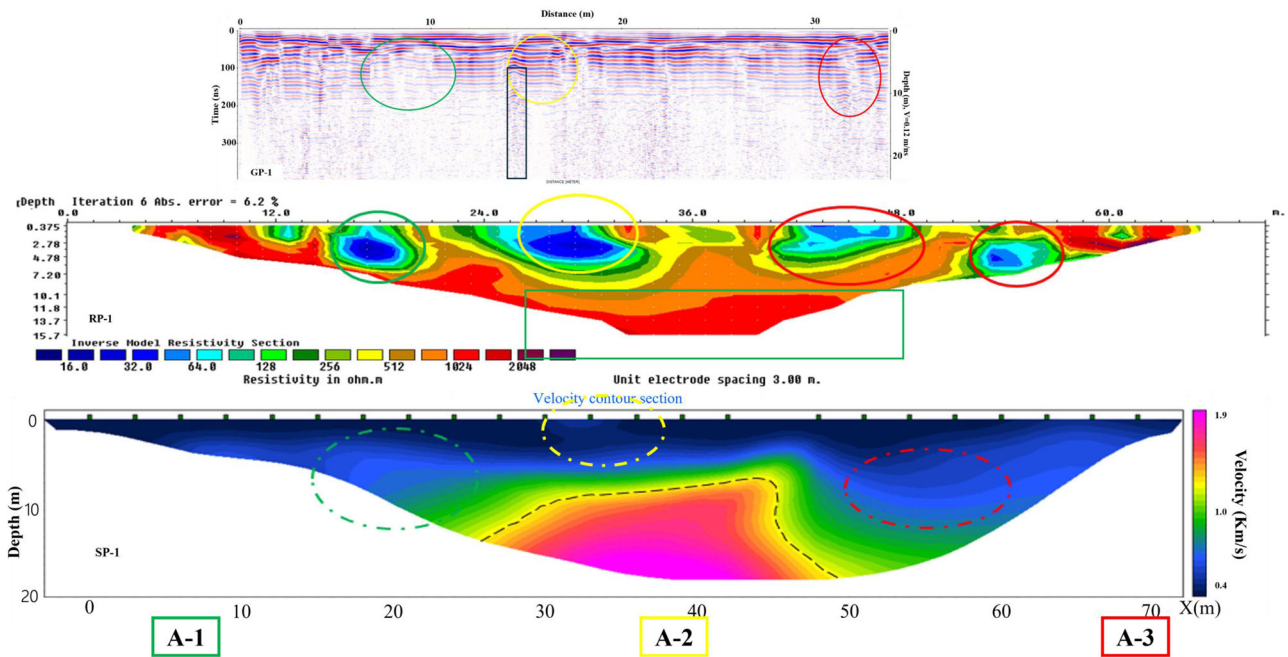 Distance (m)
0 10 20 30
0
100
200
300
Time (ns)
0
10
20
Depth (m), V=0.12 m/ns
GP-1
DISTANCE [METER]
Depth Iteration 6 Abs. error = 6.2 %
0.0 12.0 24.0 36.0 48.0 60.0 m.
0.375
2.78
4.78
7.20
10.1
11.8
13.7
15.7
RP-1
Inverse Model Resistivity Section
16.0 32.0 64.0 128 256 512 1024 2048
Resistivity in ohm.m Unit electrode spacing 3.00 m.
Velocity contour section
0
10
20
Depth (m)
SP-1
1.9
1.0
0.4
Velocity (Km/s)
0 10 20 30 40 50 60 70 X(m)
A-1 A-2 A-3